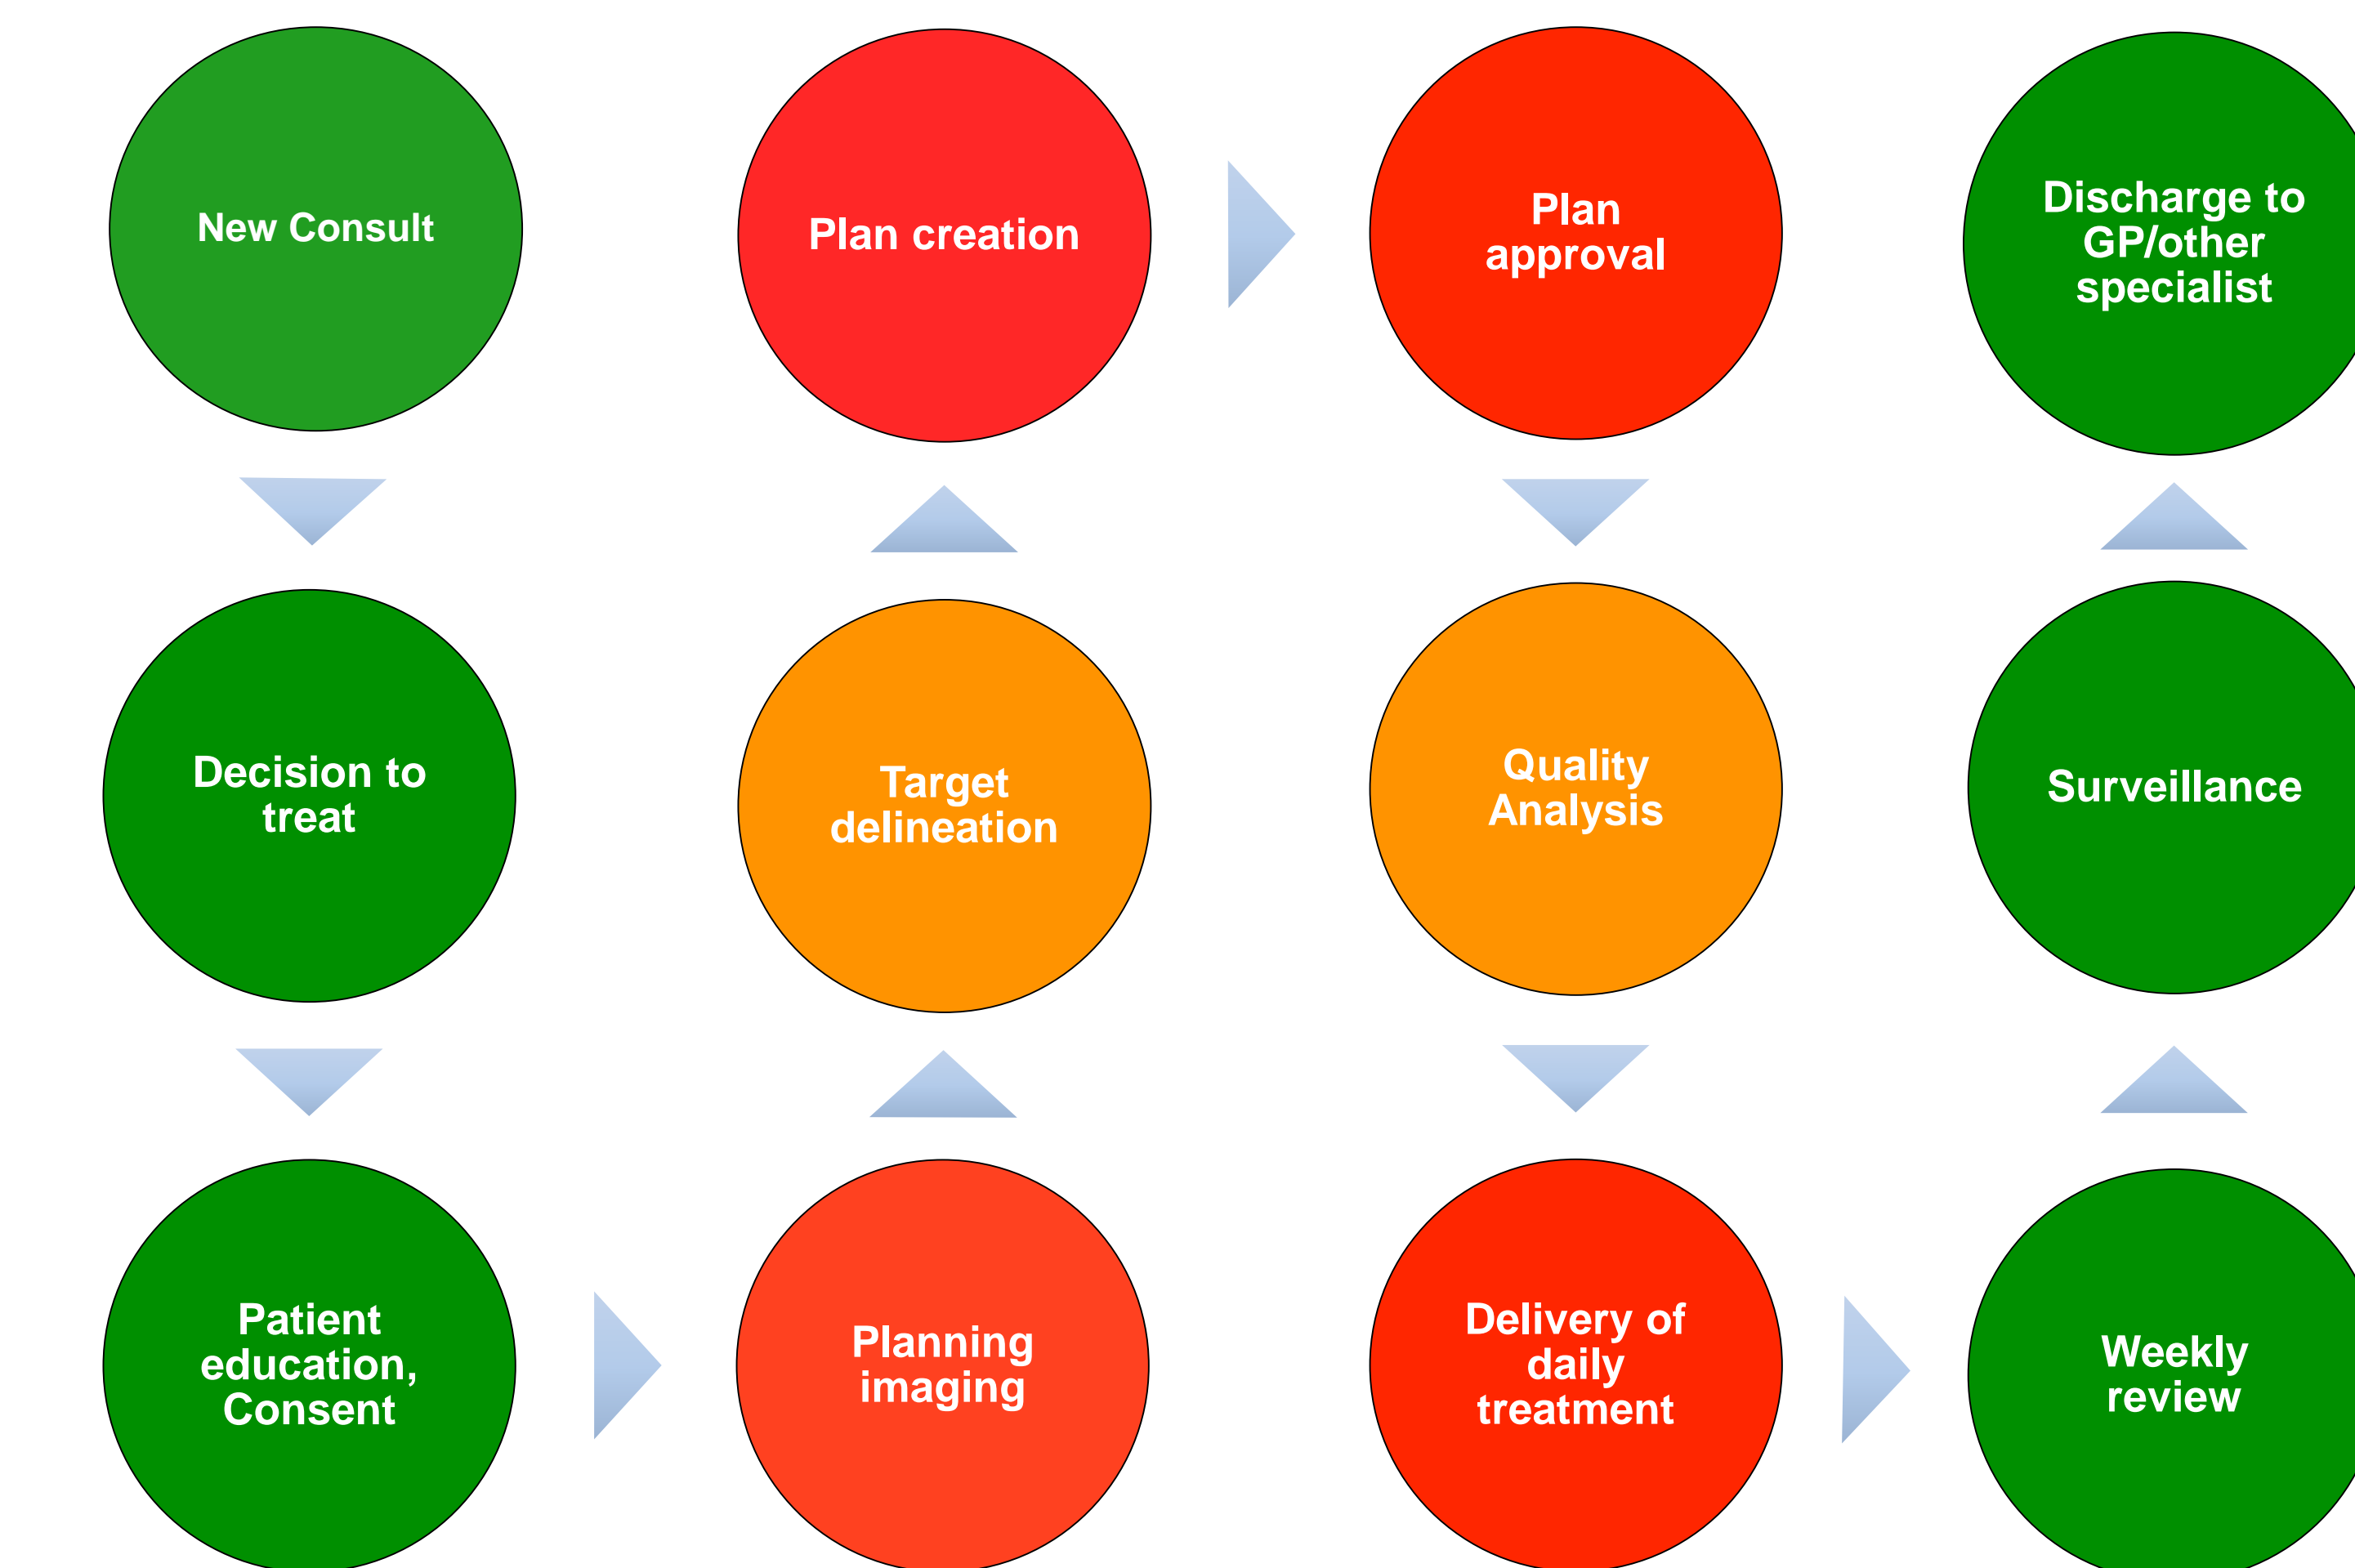 New Consult
Decision to
treat
Patient
education,
Consent
Planning
imaging
Target
delineation
Plan creation
Plan
approval
Quality
Analysis
Delivery of
daily
treatment
Weekly
review
Surveillance
Discharge to
GP/other
specialist